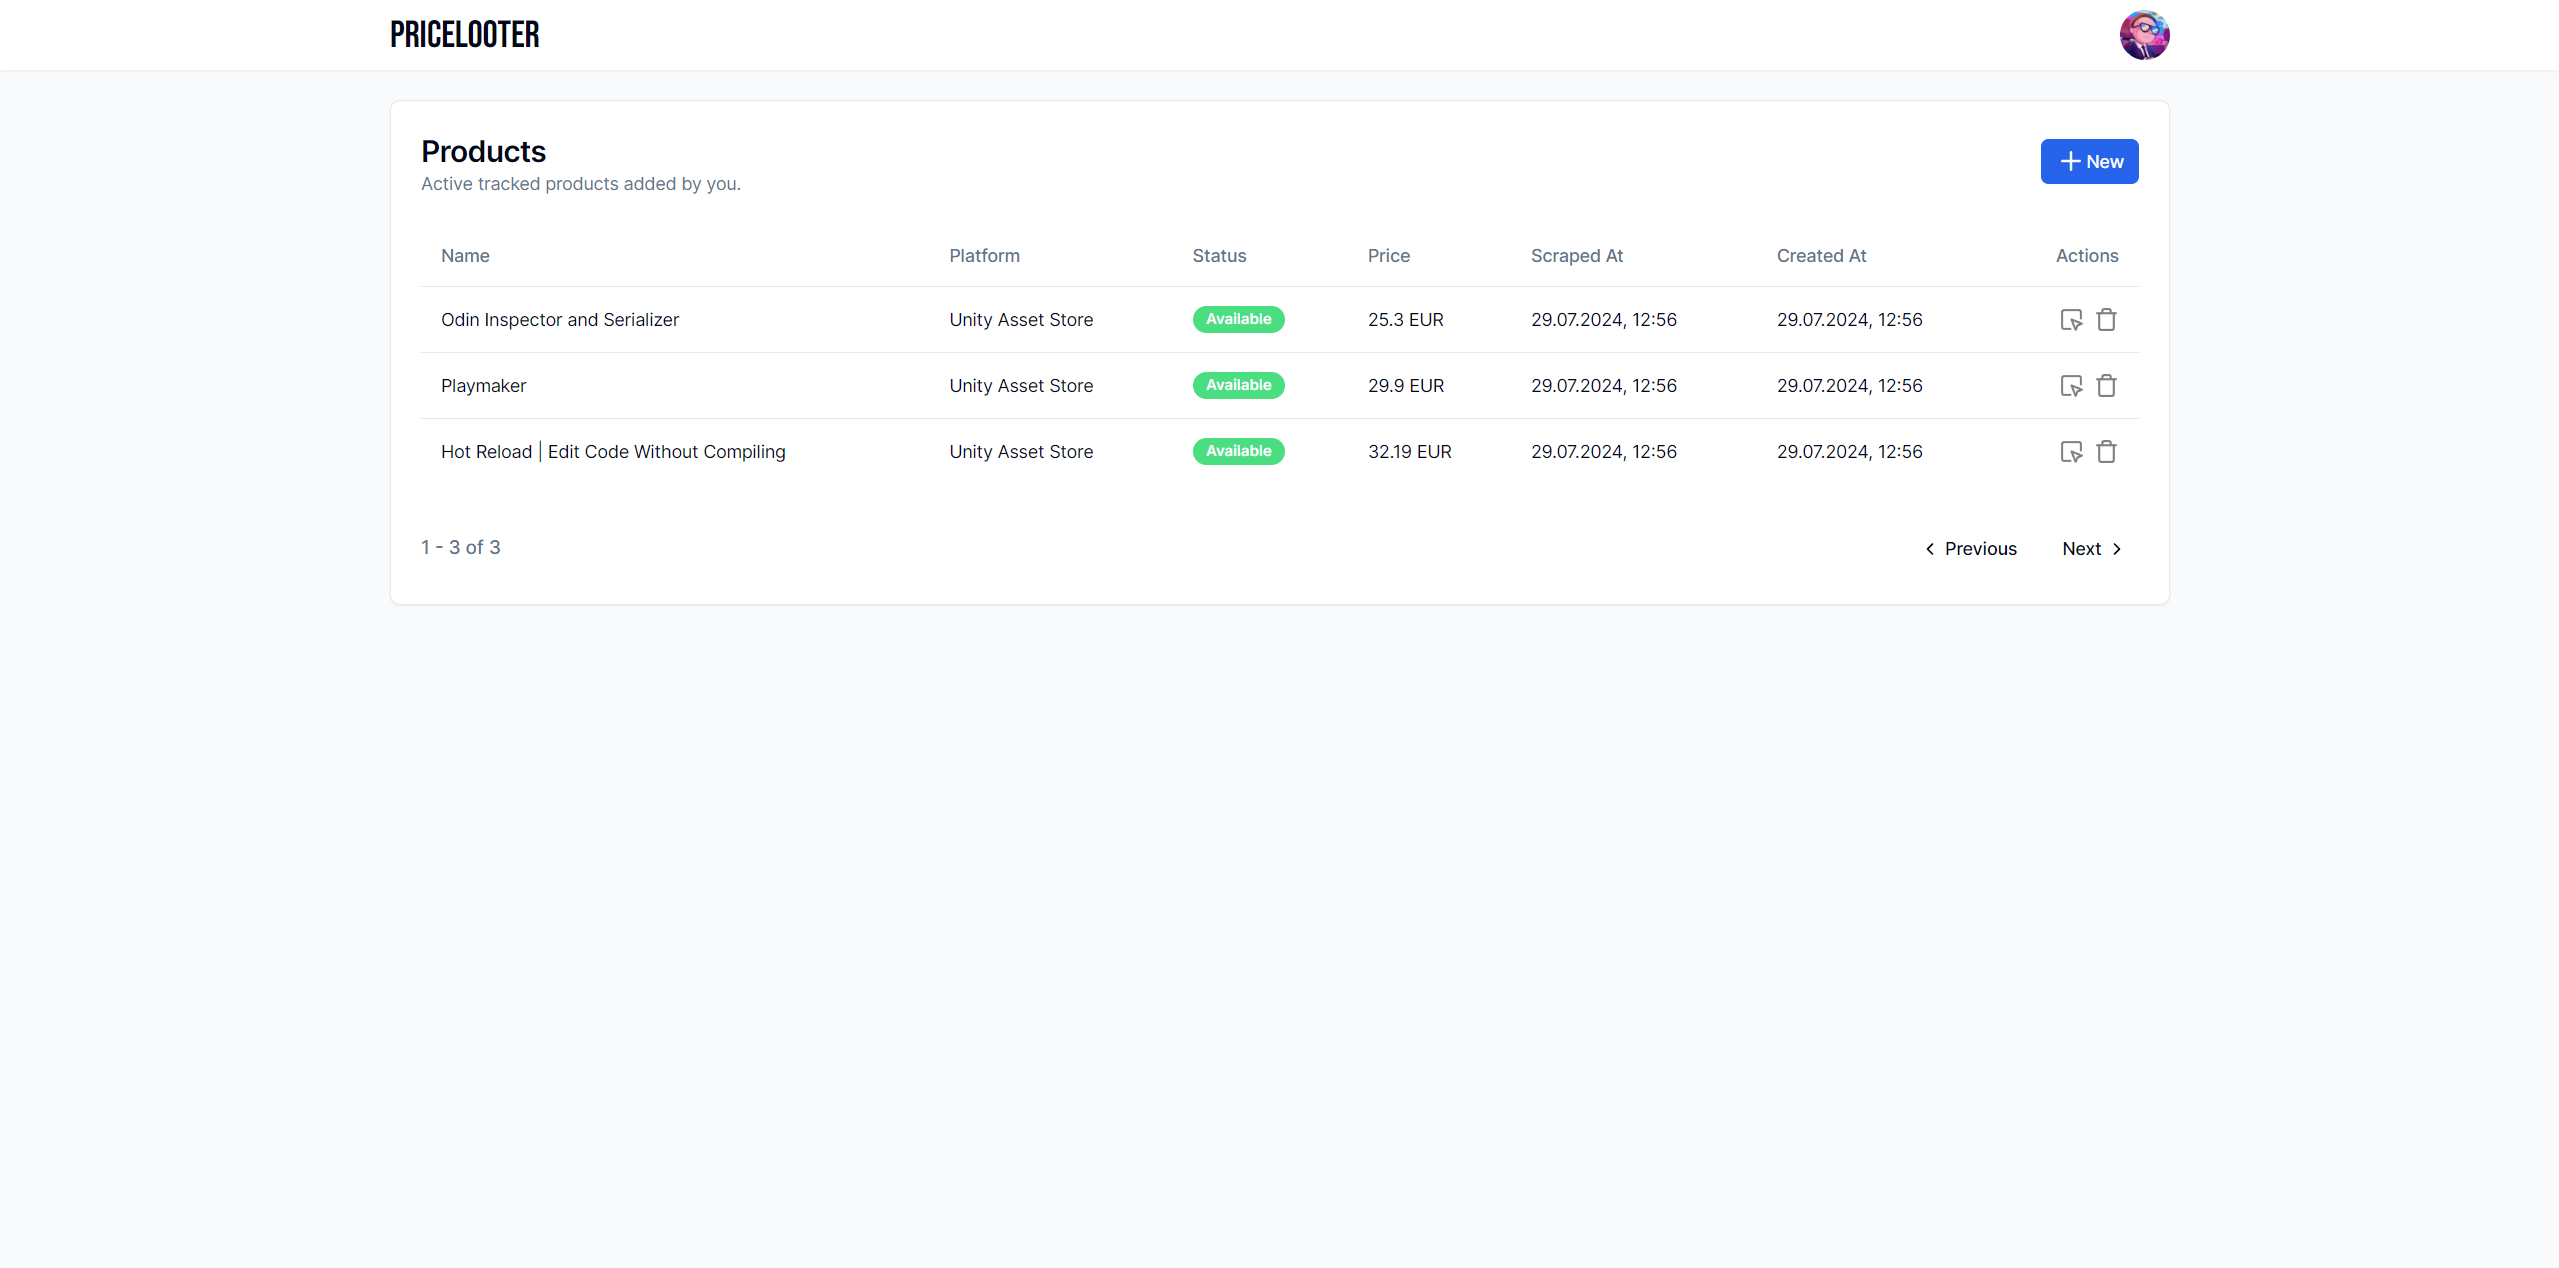 PRICELOOTER
Products
Active tracked products added by you.
New
Name Platform Status Price Scraped At Created At Actions
Odin Inspector and Serializer Unity Asset Store Available 25.3 EUR 29.07.2024, 12:56 29.07.2024, 12:56
Playmaker Unity Asset Store Available 29.9 EUR 29.07.2024, 12:56 29.07.2024, 12:56
Hot Reload | Edit Code Without Compiling Unity Asset Store Available 32.19 EUR 29.07.2024, 12:56 29.07.2024, 12:56
1 - 3 of 3 Previous Next